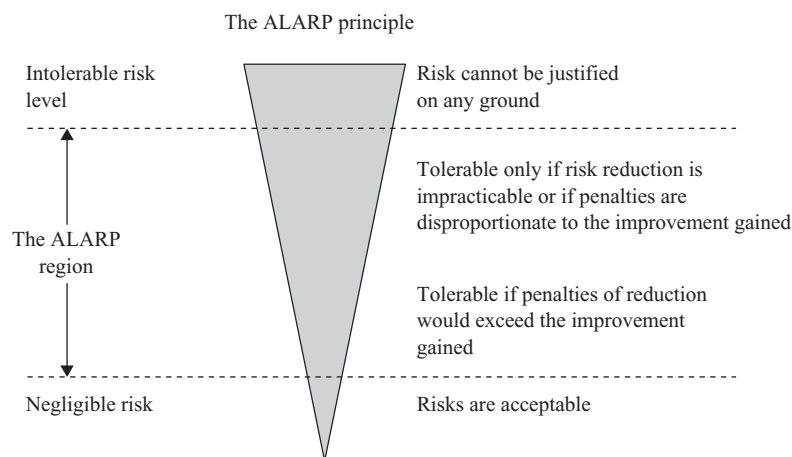 The ALARP principle
Intolerable risk
level
Risk cannot be justified
on any ground
Tolerable only if risk reduction is
impracticable or if penalties are
disproportionate to the improvement gained
The ALARP
region
Tolerable if penalties of reduction
would exceed the improvement
gained
Negligible risk
Risks are acceptable